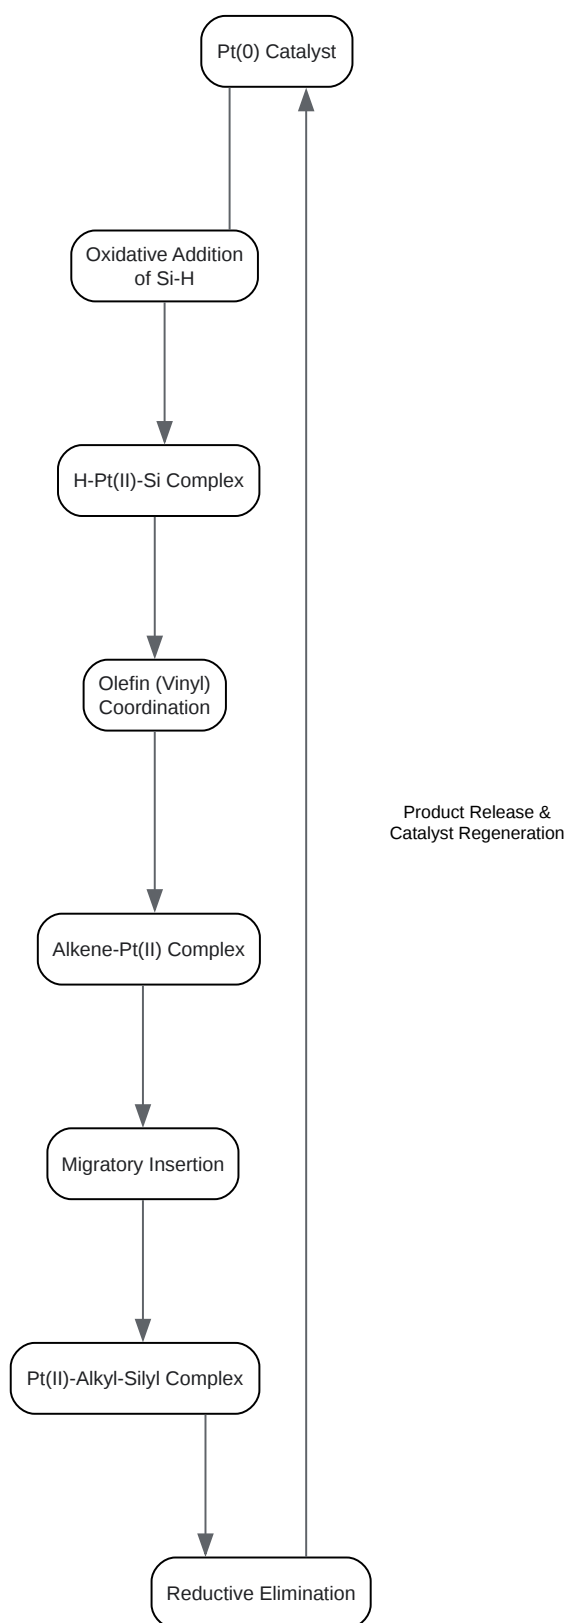 Pt(0) Catalyst
Oxidative Addition
of Si-H
H-Pt(II)-Si Complex
Olefin (Vinyl)
Coordination
Product Release &
Catalyst Regeneration
Alkene-Pt(II) Complex
Migratory Insertion
Pt(II)-Alkyl-Silyl Complex
Reductive Elimination